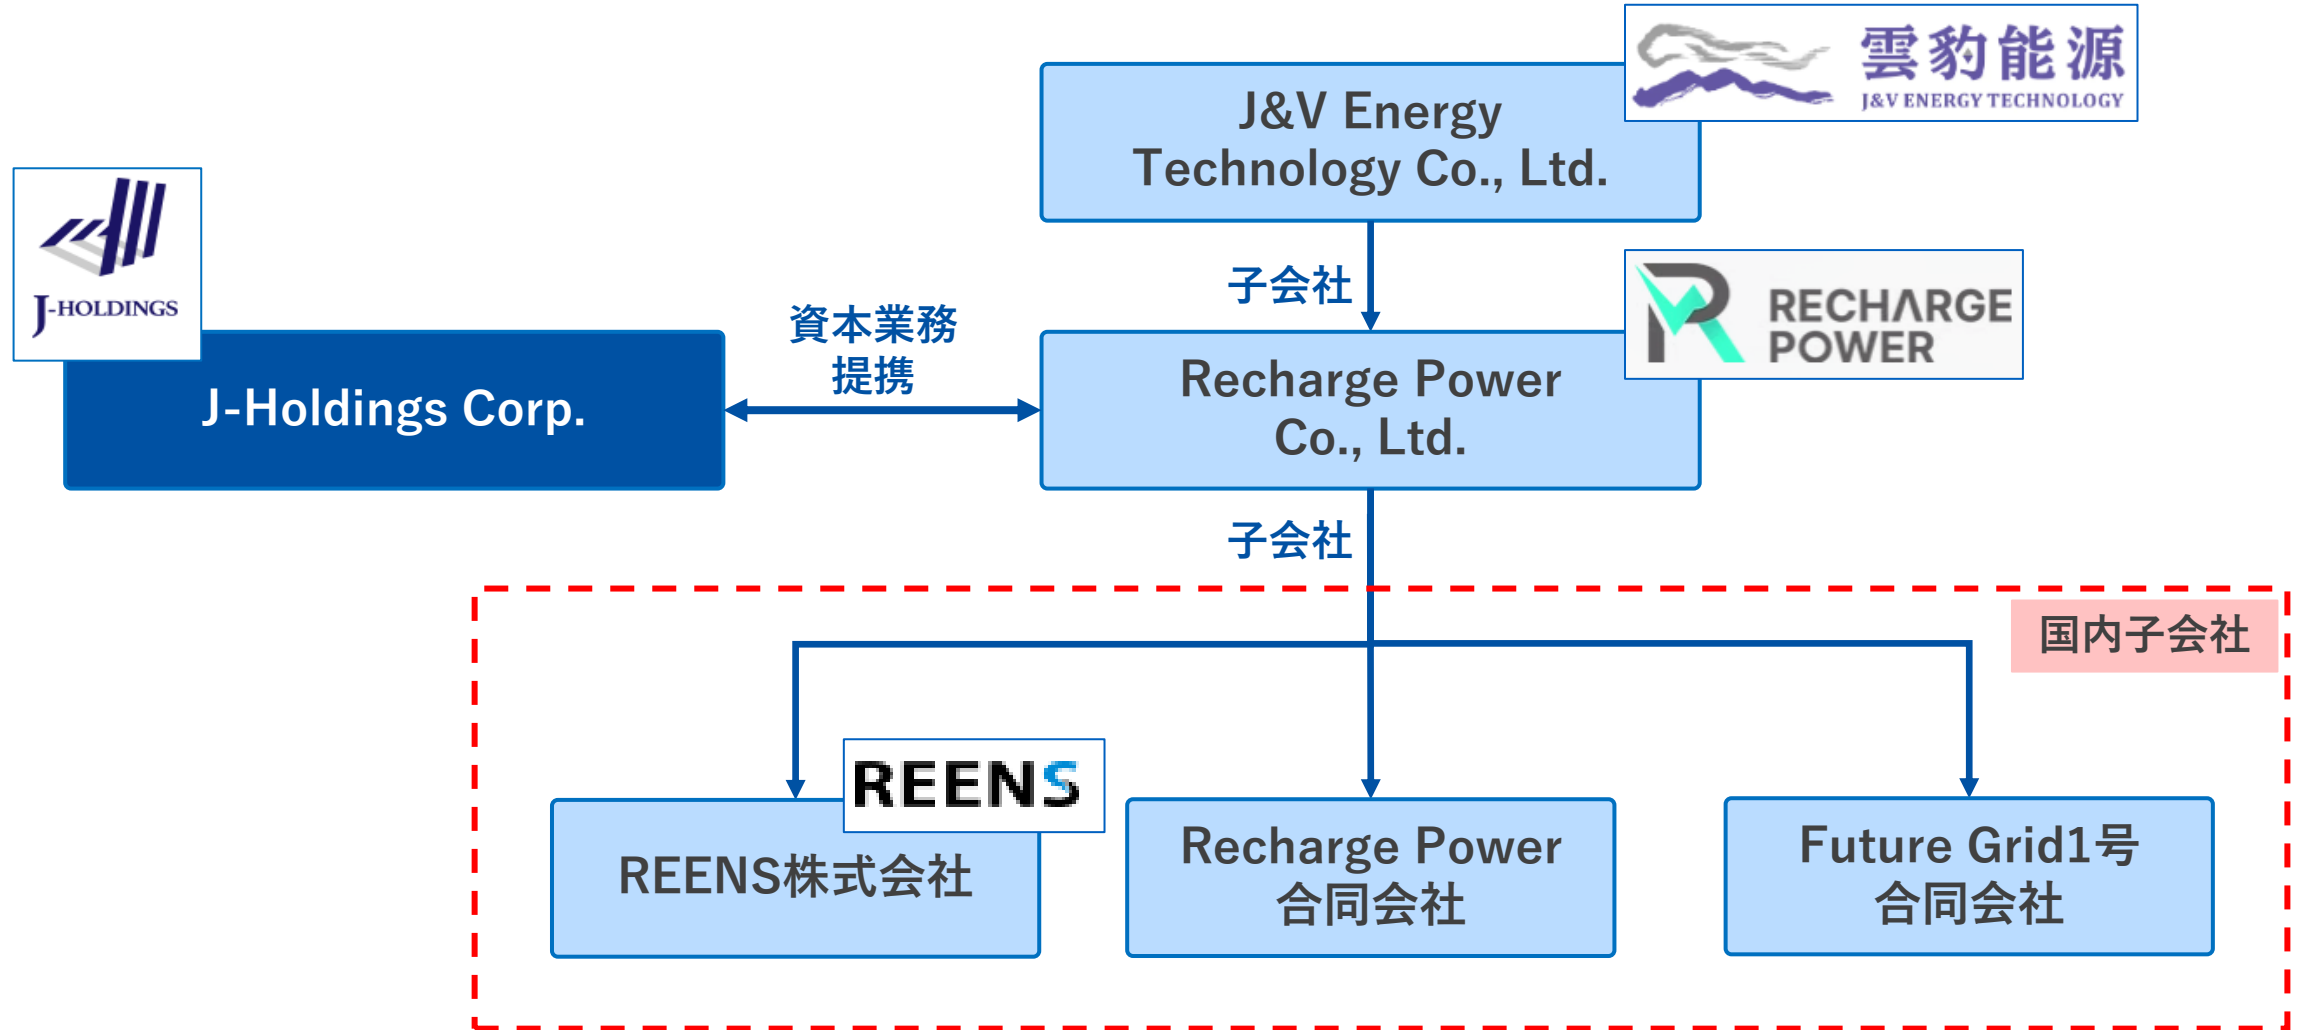 雲豹能源
J&V ENERGY TECHNOLOGY
J&V Energy
Technology Co., Ltd.
J-HOLDINGS
子会社
RECHARGE
POWER
資本業務
提携
J-Holdings Corp.
Recharge Power
Co., Ltd.
子会社
国内子会社
REENS
REENS株式会社
Recharge Power
合同会社
Future Grid1号
合同会社